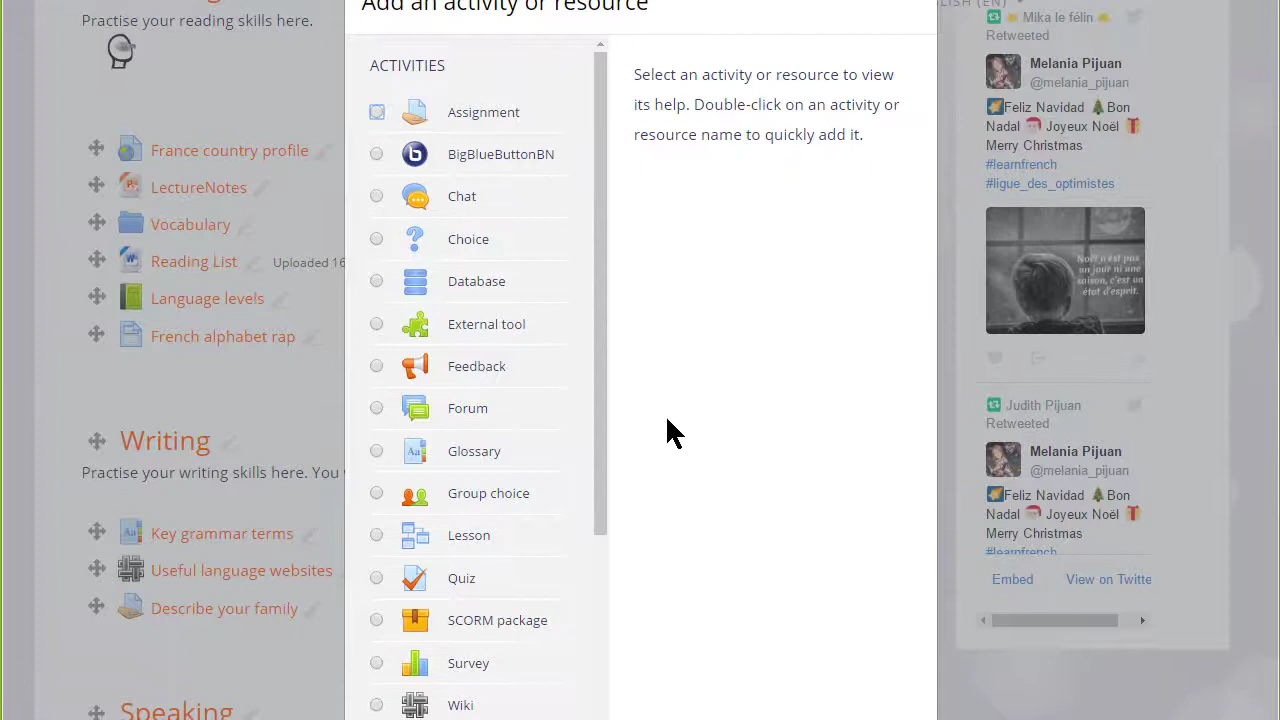 Practise your reading skills here.
France country profile
LectureNotes
Vocabulary
Reading List Uploaded 16
Language levels
French alphabet rap
Writing
Practise your writing skills here. You
Key grammar terms
Useful language websites
Describe your family
Speaking
Add an activity or resource
ACTIVITIES
Assignment
BigBlueButtonBN
Chat
Choice
Database
External tool
Feedback
Forum
Aa Glossary
Group choice
Lesson
Quiz
SCORM package
Survey
Wiki
Select an activity or resource to view
its help. Double-click on an activity or
resource name to quickly add it.
LISH (EN)
Mika le félin
Retweeted
Melania Pijuan
@melania_pijuan
Feliz Navidad Bon
Nadal Joyeux Noël
Merry Christmas
#learnfrench
#ligue_des_optimistes
Noël n'est pas
un jour ni une
saison, c'est un
état d'esprit.
Judith Pijuan
Retweeted
Melania Pijuan
@melania_pijuan
Feliz Navidad Bon
Nadal Joyeux Noël
Merry Christmas
#learnfrench
Embed View on Twitte